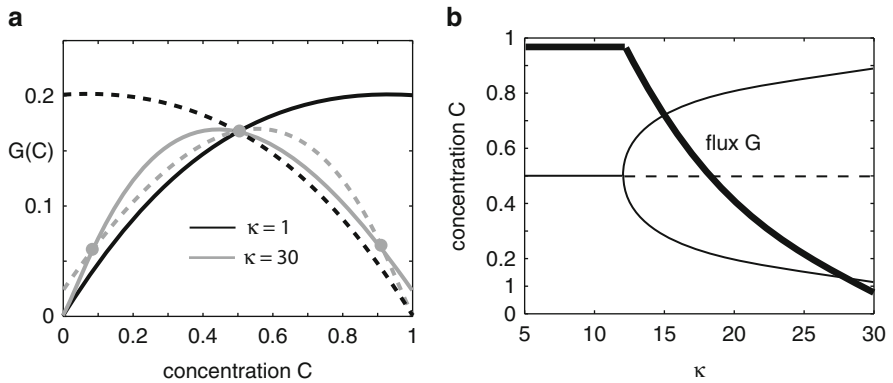 a
0.2
G(C)
0.1
0
0
0.2
0.4
0.6
0.8
1
concentration C
κ = 1
κ = 30
b
1
0.8
0.6
0.4
0.2
1
0
concentration C
flux G
5
10
15
20
25
30
κ